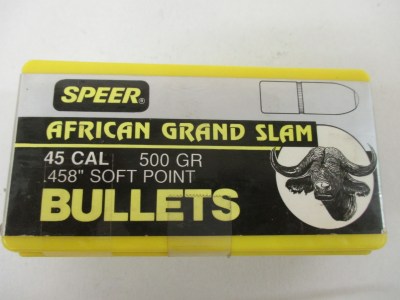 SPEER®
AFRICAN GRAND SLAM
45 CAL 500 GR
.458" SOFT POINT
BULLETS